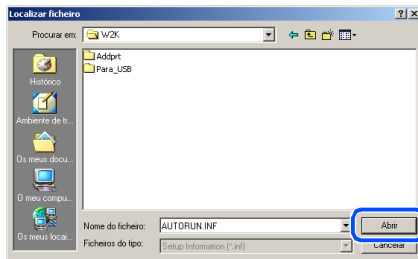 Localizar ficheiro
Procurar em: W2K
Addprt
Para_USB
Histórico
Ambiente de tr...
Os meus docu...
O meu compu...
Os meus locai...
Nome do ficheiro: AUTORUN.INF Abrir
Ficheiros do tipo: Setup Information (*.inf) Cancelar